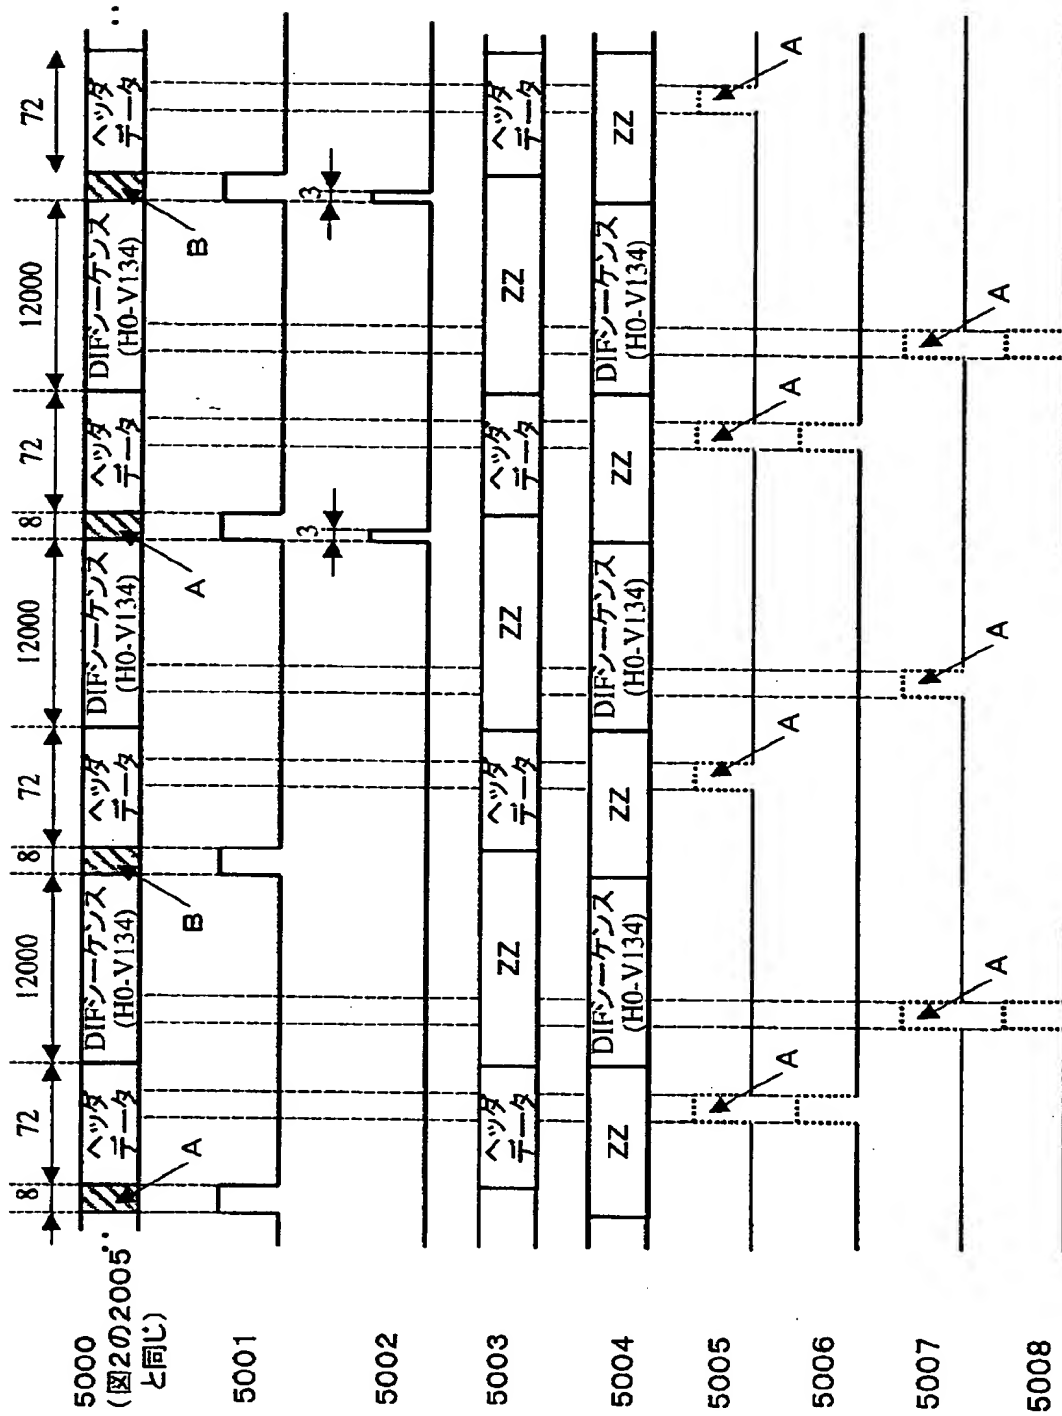 8 72 12000 8 72 12000 8 72 12000 72
5000 ‥ ヘッダ DIFシーケンス ヘッダ DIFシーケンス ヘッダ DIFシーケンス ヘッダ ‥
(図2の2005 データ (H0-V134) データ (H0-V134) データ (H0-V134) データ
と同じ)
A B A B
5001
3 3
5002
5003 ヘッダ ZZ ヘッダ ZZ ヘッダ ZZ ヘッダ
データ データ データ データ
5004 ZZ DIFシーケンス ZZ DIFシーケンス ZZ DIFシーケンス ZZ
(H0-V134) (H0-V134) (H0-V134)
5005
A A A A
5006
5007
A A A
5008